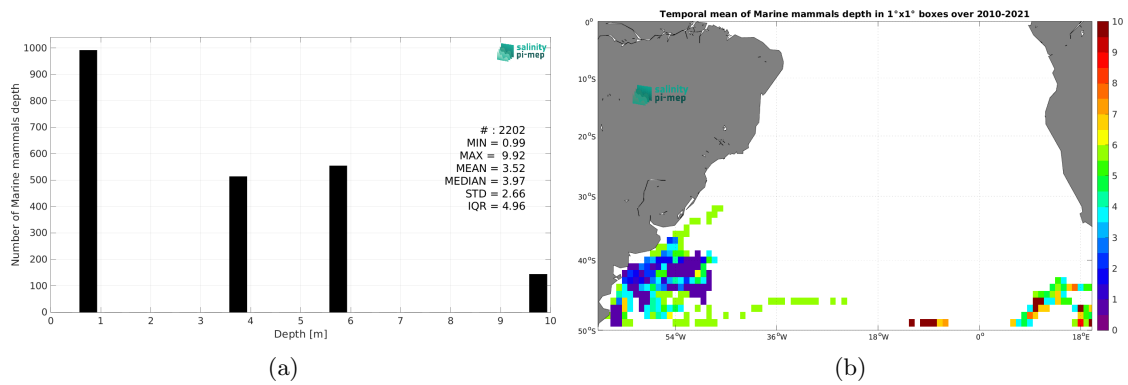 1000
900
800
700
600
500
400
300
200
100
0
Number of Marine mammals depth
salinity
pi-mep
# : 2202
MIN = 0.99
MAX = 9.92
MEAN = 3.52
MEDIAN = 3.97
STD = 2.66
IQR = 4.96
0 1 2 3 4 5 6 7 8 9 10
Depth [m]
(a)
Temporal mean of Marine mammals depth in 1°x1° boxes over 2010-2021
0°
10°S
20°S
30°S
40°S
50°S
salinity
pi-mep
54°W 36°W 18°W 0° 18°E
10
9
8
7
6
5
4
3
2
1
0
(b)